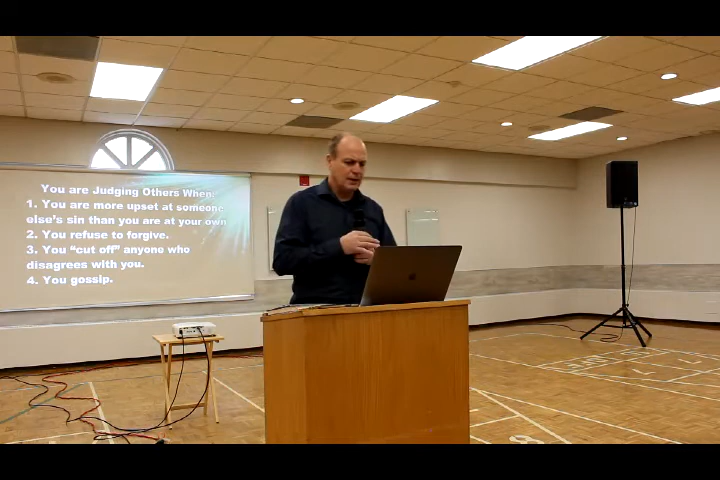 You are Judging Others When:
1. You are more upset at someone
else's sin than you are at your own
2. You refuse to forgive.
3. You “cut off” anyone who
disagrees with you.
4. You gossip.